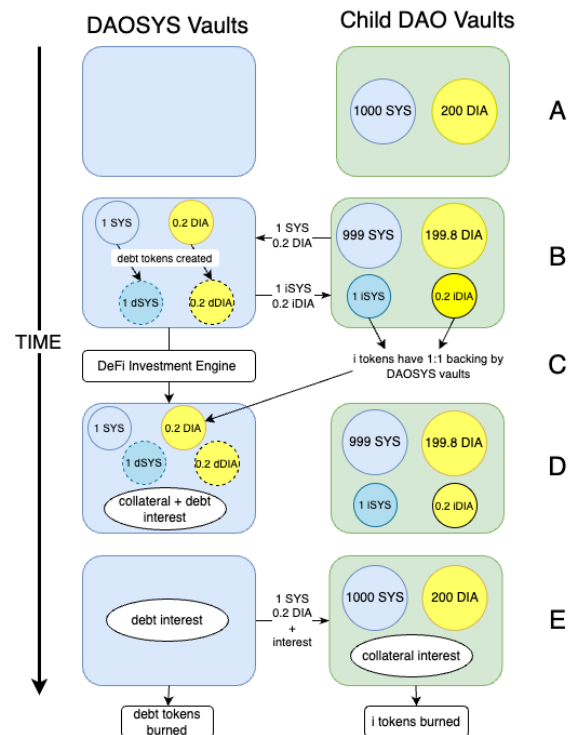 DAOSYS Vaults
Child DAO Vaults
1000 SYS
200 DIA
A
1 SYS
0.2 DIA
debt tokens created
1 dSYS
0.2 dDIA
1 SYS
0.2 DIA
1 iSYS
0.2 iDIA
999 SYS
199.8 DIA
1 iSYS
0.2 iDIA
B
TIME
DeFi Investment Engine
i tokens have 1:1 backing by
DAOSYS vaults
C
1 SYS
0.2 DIA
1 dSYS
0.2 dDIA
collateral + debt
interest
999 SYS
199.8 DIA
1 iSYS
0.2 iDIA
D
debt interest
1 SYS
0.2 DIA
+
interest
1000 SYS
200 DIA
collateral interest
E
debt tokens
burned
i tokens burned